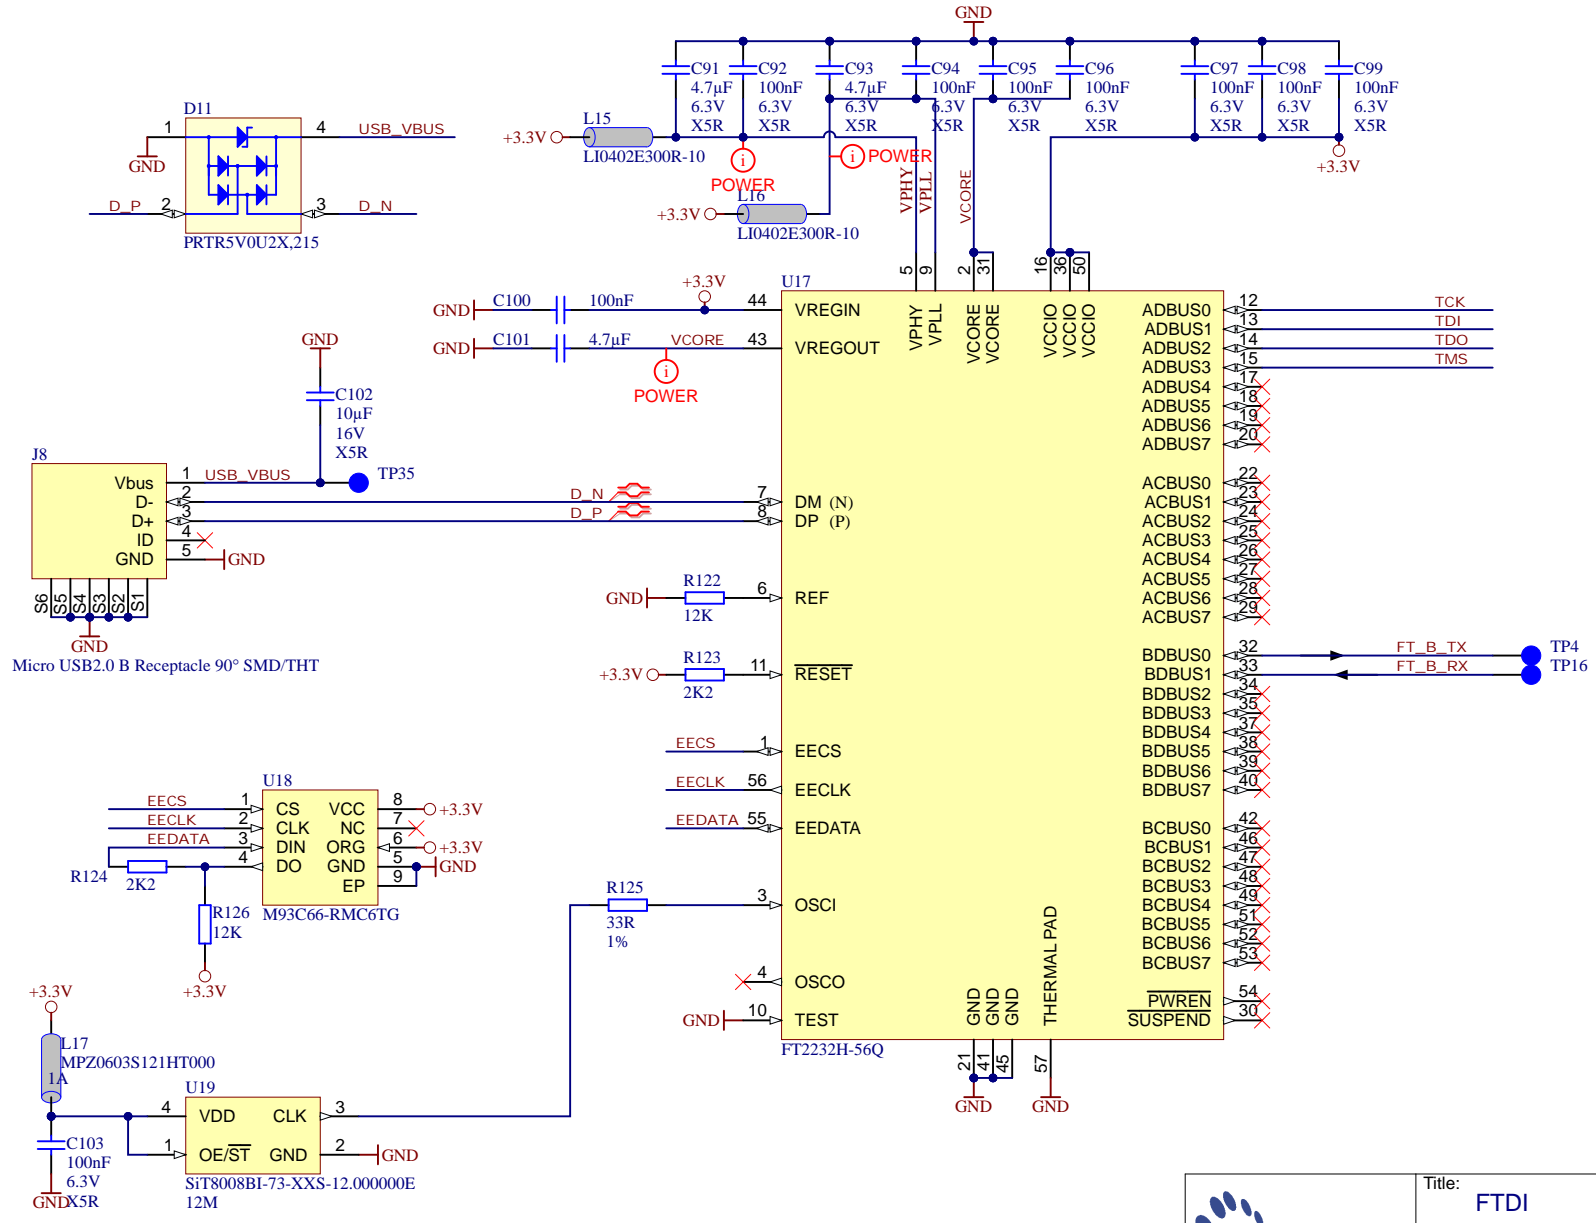 GND
C91
4.7µF
6.3V
X5R
C92
100nF
6.3V
X5R
C93
4.7µF
6.3V
X5R
C94
100nF
6.3V
X5R
C95
100nF
6.3V
X5R
C96
100nF
6.3V
X5R
C97
100nF
6.3V
X5R
C98
100nF
6.3V
X5R
C99
100nF
6.3V
X5R
+3.3V
L15
+3.3V
LI0402E300R-10
i
POWER
i POWER
L16
+3.3V
LI0402E300R-10
VPHY
VPLL
VCORE
D11
1
GND
4
USB_VBUS
D_P
2
3
D_N
PRTR5V0U2X,215
U17
5
9
2
31
16
36
50
VPHY
VPLL
VCORE
VCORE
VCCIO
VCCIO
VCCIO
GND
C100
100nF
+3.3V
44
VREGIN
GND
C101
4.7µF
VCORE
43
VREGOUT
i
POWER
ADBUS0 12 TCK
ADBUS1 13 TDI
ADBUS2 14 TDO
ADBUS3 15 TMS
ADBUS4 17
ADBUS5 18
ADBUS6 19
ADBUS7 20
ACBUS0 22
ACBUS1 23
ACBUS2 24
ACBUS3 25
ACBUS4 26
ACBUS5 27
ACBUS6 28
ACBUS7 29
BDBUS0 32 FT_B_TX TP4
BDBUS1 33 FT_B_RX TP16
BDBUS2 34
BDBUS3 35
BDBUS4 37
BDBUS5 38
BDBUS6 39
BDBUS7 40
BCBUS0 42
BCBUS1 46
BCBUS2 47
BCBUS3 48
BCBUS4 49
BCBUS5 51
BCBUS6 52
BCBUS7 53
PWREN 54
SUSPEND 30
GND
C102
10µF
16V
X5R
J8
Vbus 1 USB_VBUS TP35
D- 2 D_N 7 DM (N)
D+ 3 D_P 8 DP (P)
ID 4
GND 5 GND
S6
S5
S4
S3
S2
S1
GND
Micro USB2.0 B Receptacle 90° SMD/THT
GND
R122
12K
6
REF
+3.3V
R123
2K2
11
RESET
EECS 1 EECS
EECLK 56 EECLK
EEDATA 55 EEDATA
U18
EECS 1 CS
EECLK 2 CLK
EEDATA 3 DIN
4 DO
VCC 8 +3.3V
NC 7
ORG 6 +3.3V
GND 5 GND
EP 9
M93C66-RMC6TG
R124
2K2
R126
12K
+3.3V
R125
33R
1%
3
OSCI
4
OSCO
GND
10
TEST
GND
GND
GND
THERMAL PAD
21
41
45
57
GND
GND
FT2232H-56Q
+3.3V
L17
MPZ0603S121HT000
1A
U19
4 VDD
CLK 3
1 OE/ST
GND 2 GND
SiT8008BI-73-XXS-12.000000E
12M
C103
100nF
6.3V
X5R
GND
Title:
FTDI